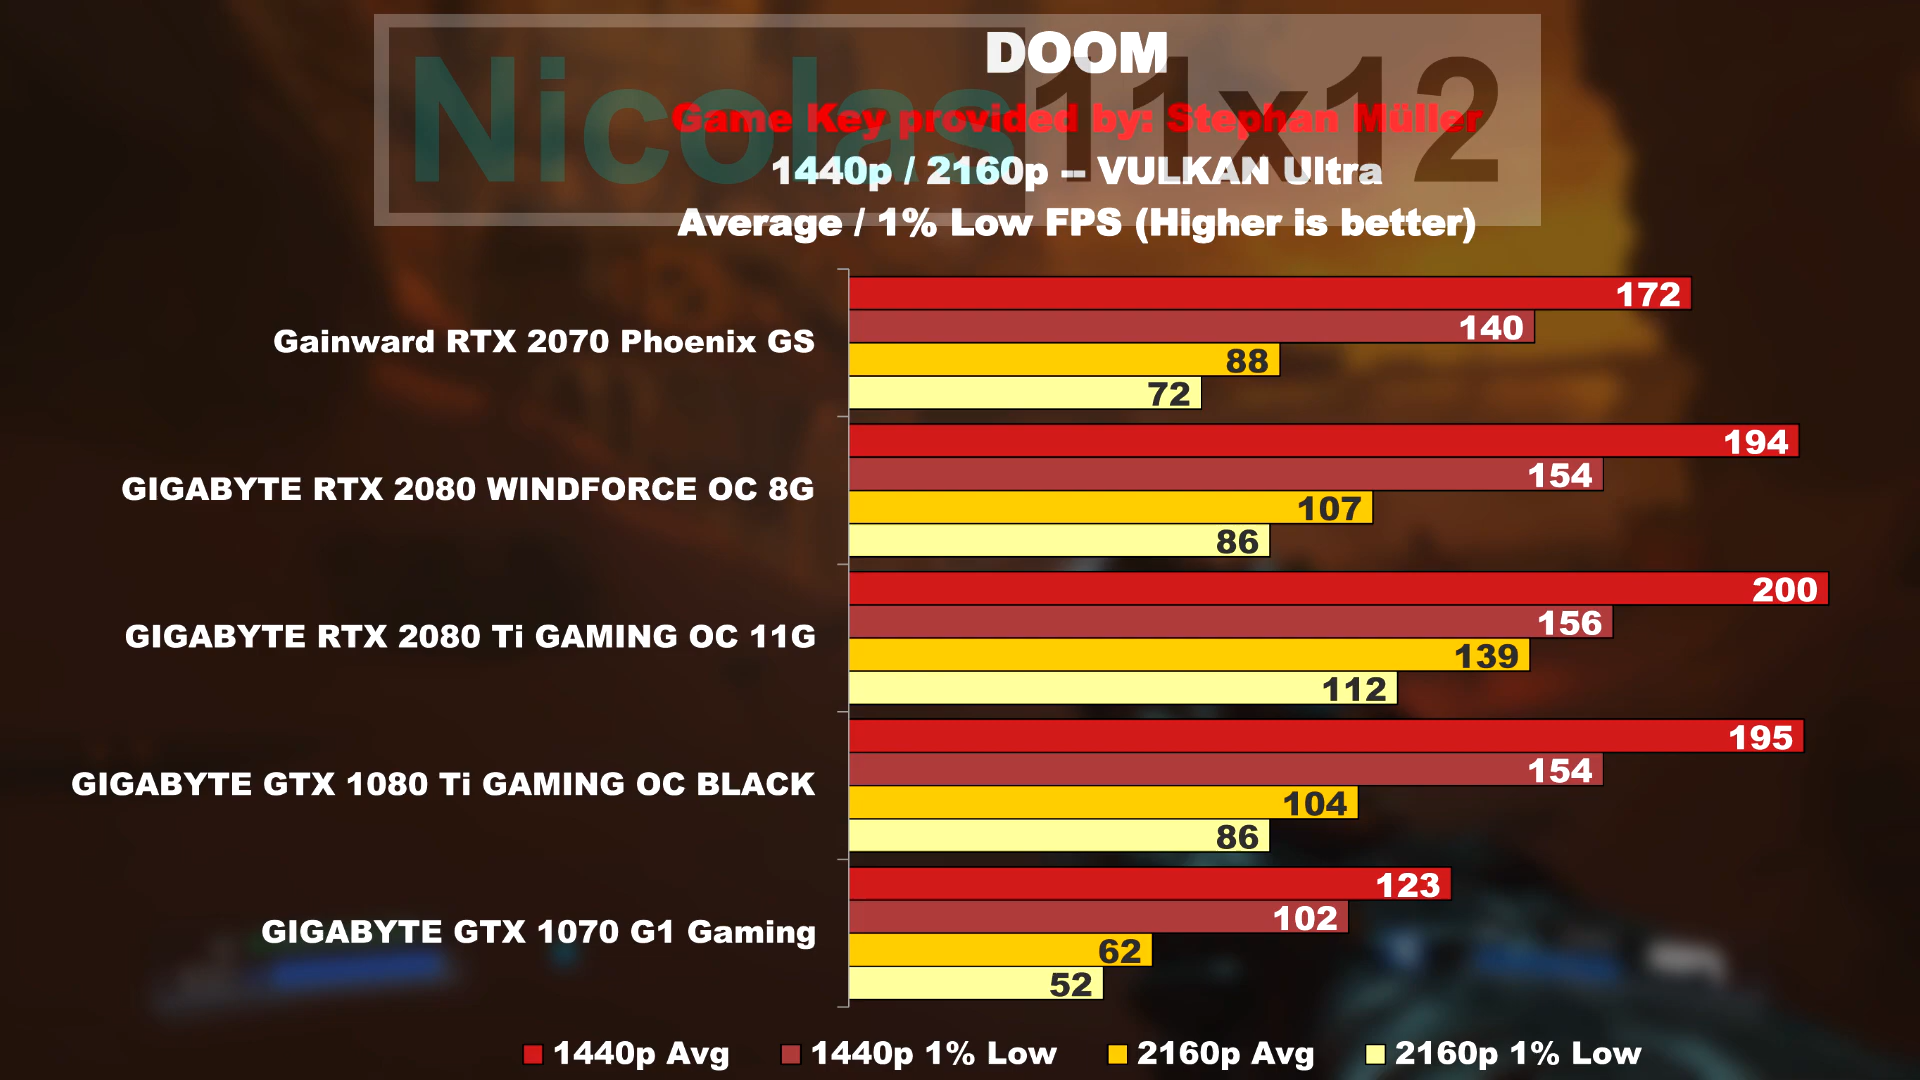 Nicolas11x12
DOOM
Game Key provided by: Stephan Müller
1440p / 2160p -- VULKAN Ultra
Average / 1% Low FPS (Higher is better)
Gainward RTX 2070 Phoenix GS
172
140
88
72
GIGABYTE RTX 2080 WINDFORCE OC 8G
194
154
107
86
GIGABYTE RTX 2080 Ti GAMING OC 11G
200
156
139
112
GIGABYTE GTX 1080 Ti GAMING OC BLACK
195
154
104
86
GIGABYTE GTX 1070 G1 Gaming
123
102
62
52
1440p Avg 1440p 1% Low 2160p Avg 2160p 1% Low